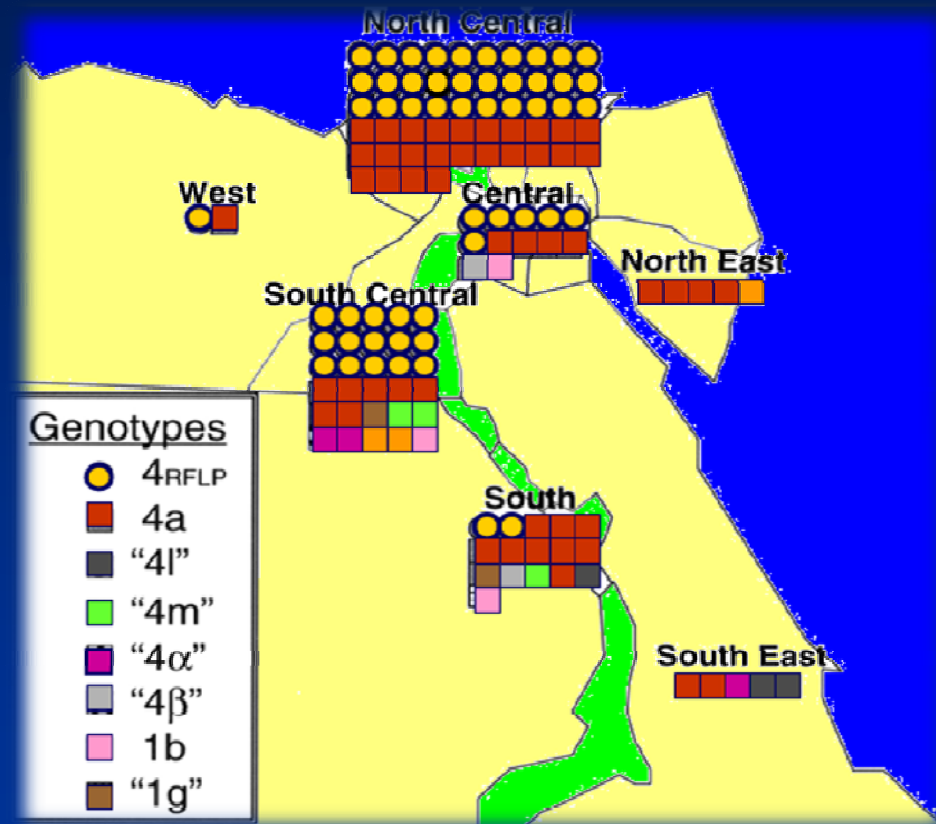 North Central
West
Central
North East
South Central
Genotypes
4RFLP
4a
“4l”
“4m”
“4α”
“4β”
1b
“1g”
South
South East